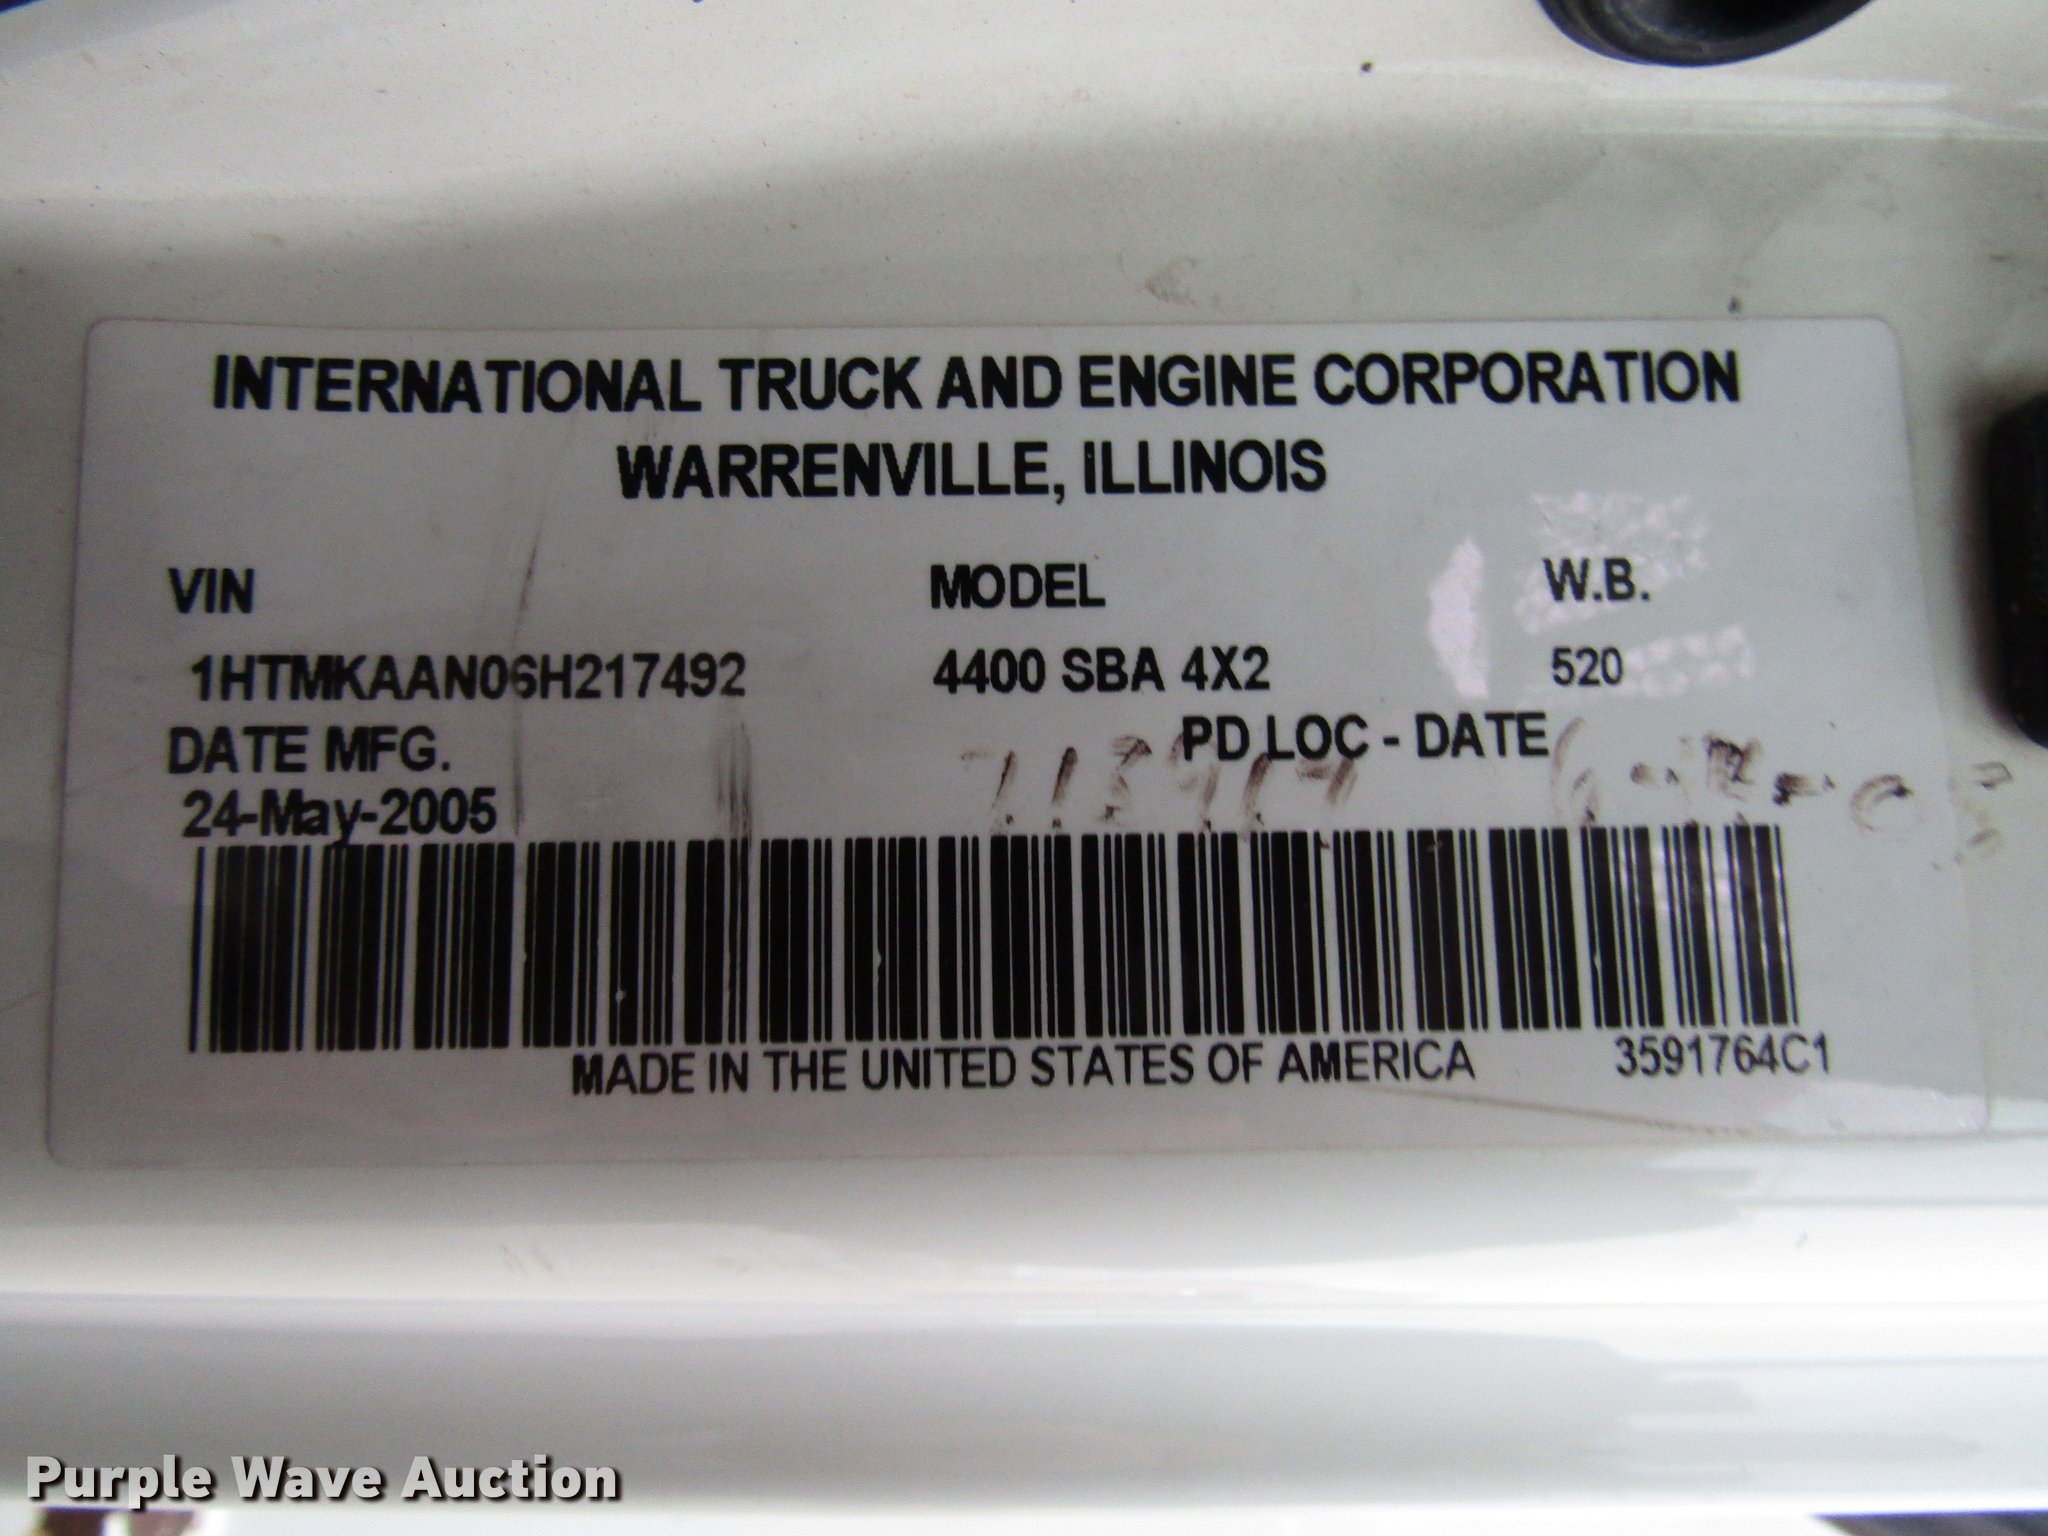 INTERNATIONAL TRUCK AND ENGINE CORPORATION
WARRENVILLE, ILLINOIS
VIN MODEL W.B.
1HTMKAAN06H217492 4400 SBA 4X2 520
DATE MFG. PD LOC - DATE
24-May-2005
MADE IN THE UNITED STATES OF AMERICA 3591764C1
Purple Wave Auction